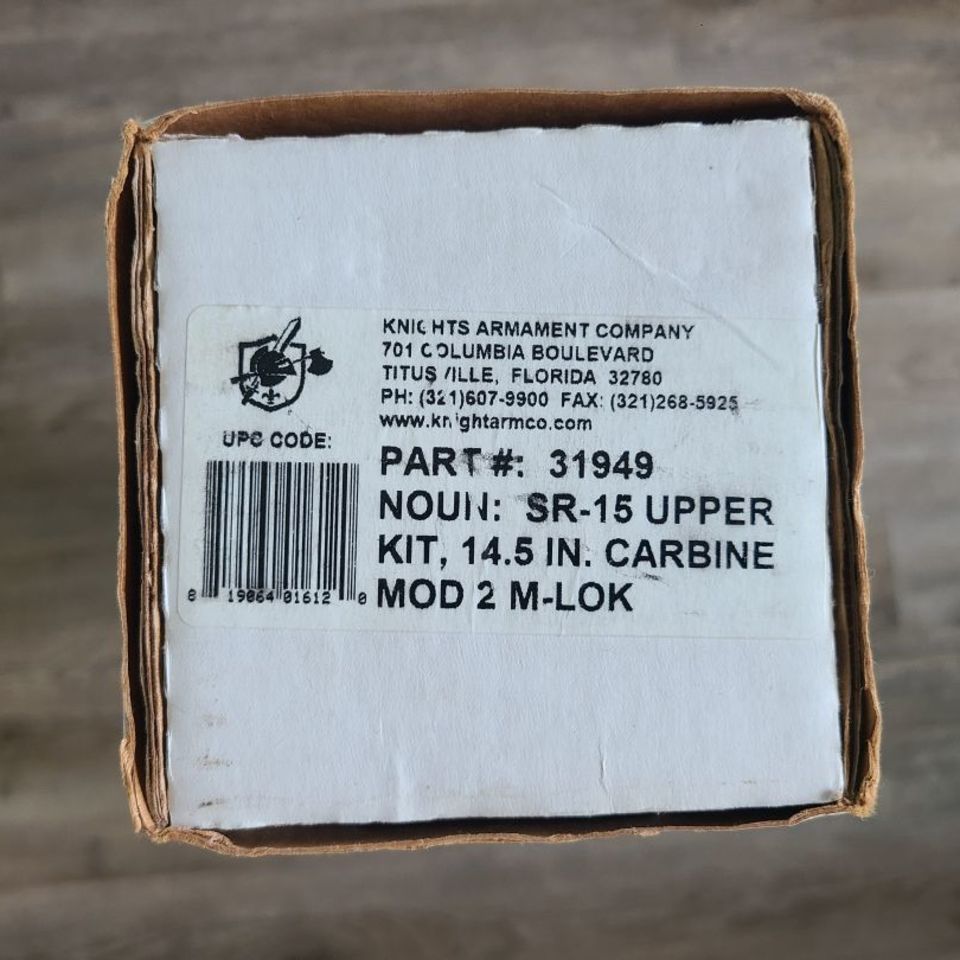 KNIGHTS ARMAMENT COMPANY
701 COLUMBIA BOULEVARD
TITUSVILLE, FLORIDA 32780
PH: (321)607-9900 FAX: (321)268-5925
www.knightarmco.com
UPC CODE:
PART #: 31949
NOUN: SR-15 UPPER
KIT, 14.5 IN. CARBINE
MOD 2 M-LOK
8 19064 01612 0